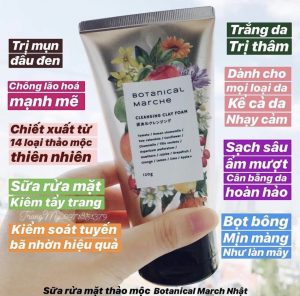 Trị mụn
đầu đen
Chống lão hoá
mạnh mẽ
Chiết xuất từ
14 loại thảo mộc
thiên nhiên
Sữa rửa mặt
Kiêm tẩy trang
Kiểm soát tuyến
bã nhờn hiệu quả
BOTANICAL
MARCHE
CLEANSING CLAY FOAM
120g
Trắng da
Trị thâm
Dành cho
mọi loại da
Kể cả da
Nhạy cảm
Sạch sâu
ẩm mượt
Cân bằng da
hoàn hảo
Bọt bông
Mịn màng
Như làn mây
Sữa rửa mặt thảo mộc Botanical March Nhật